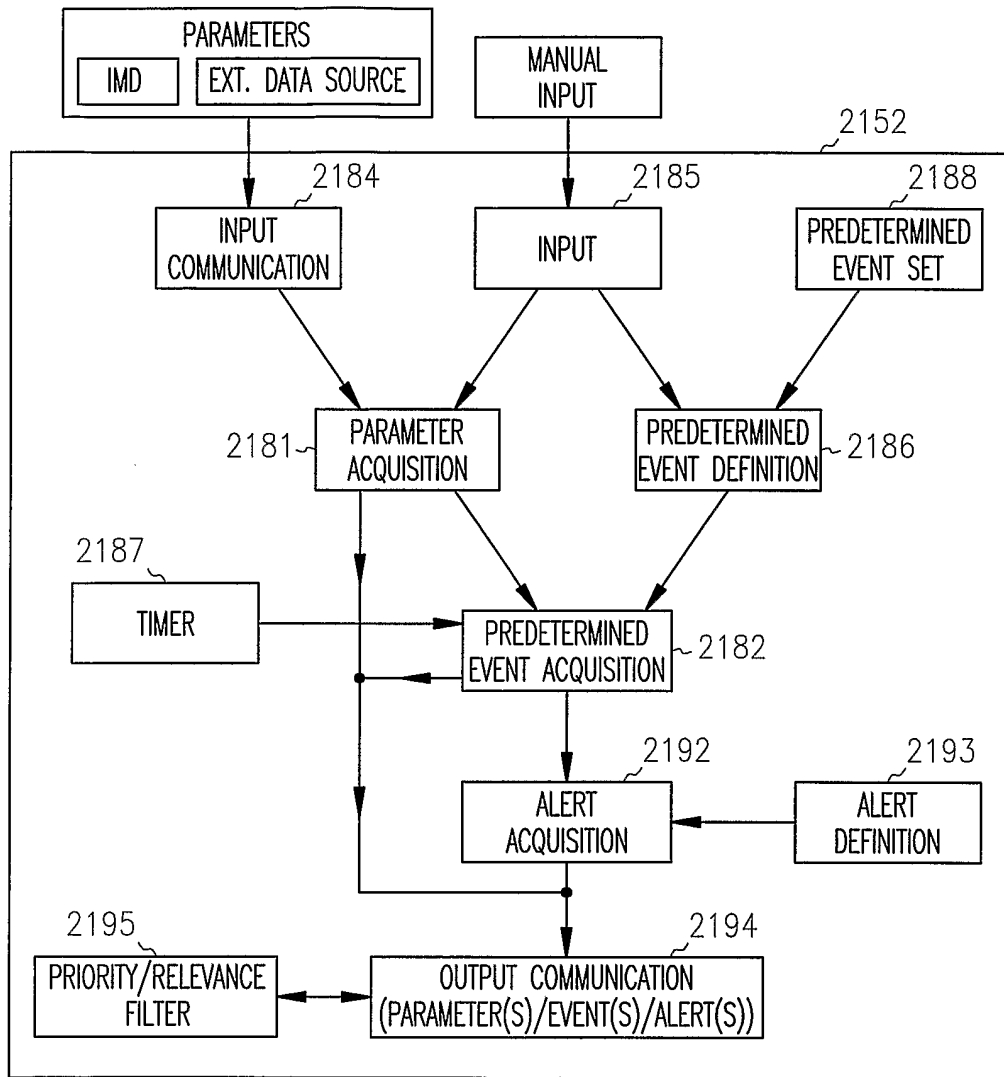 PARAMETERS
IMD
EXT. DATA SOURCE
MANUAL
INPUT
2152
2184
2185
2188
INPUT
COMMUNICATION
INPUT
PREDETERMINED
EVENT SET
2181
PARAMETER
ACQUISITION
PREDETERMINED
EVENT DEFINITION
2186
2187
TIMER
PREDETERMINED
EVENT ACQUISITION
2182
2192
2193
ALERT
ACQUISITION
ALERT
DEFINITION
2195
2194
PRIORITY/RELEVANCE
FILTER
OUTPUT COMMUNICATION
(PARAMETER(S)/EVENT(S)/ALERT(S))